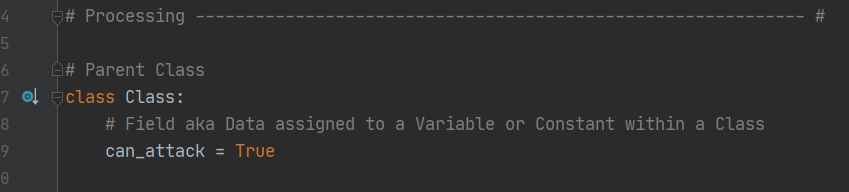 4 # Processing ------------------------------------------------------------- #
5
6 # Parent Class
7 class Class:
8 # Field aka Data assigned to a Variable or Constant within a Class
9 can_attack = True
0